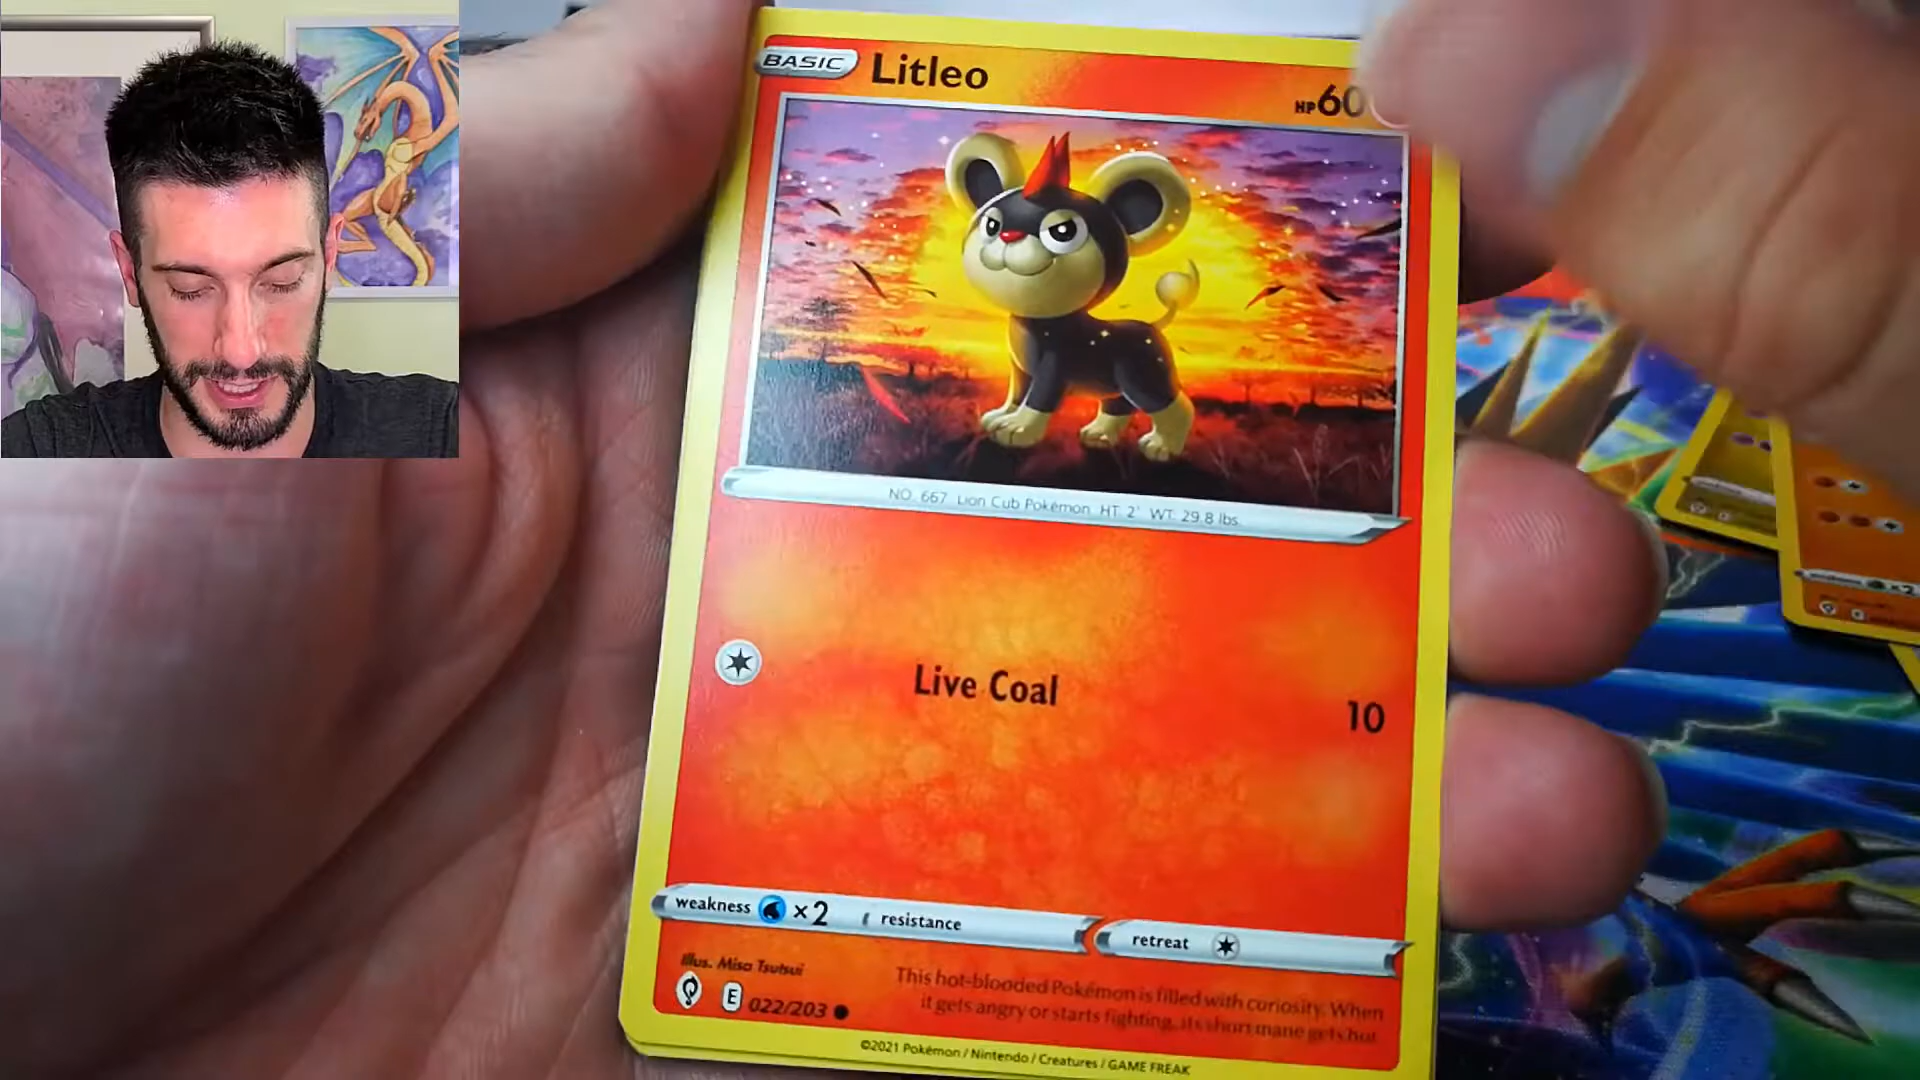 BASIC Litleo HP60
NO. 667 Lion Cub Pokémon HT: 2' WT: 29.8 lbs.
Live Coal 10
weakness ×2 resistance retreat
Illus. Misa Tsutsui
E 022/203
This hot-blooded Pokémon is filled with curiosity. When
it gets angry or starts fighting, its short mane gets hot.
©2021 Pokémon / Nintendo / Creatures / GAME FREAK
×2